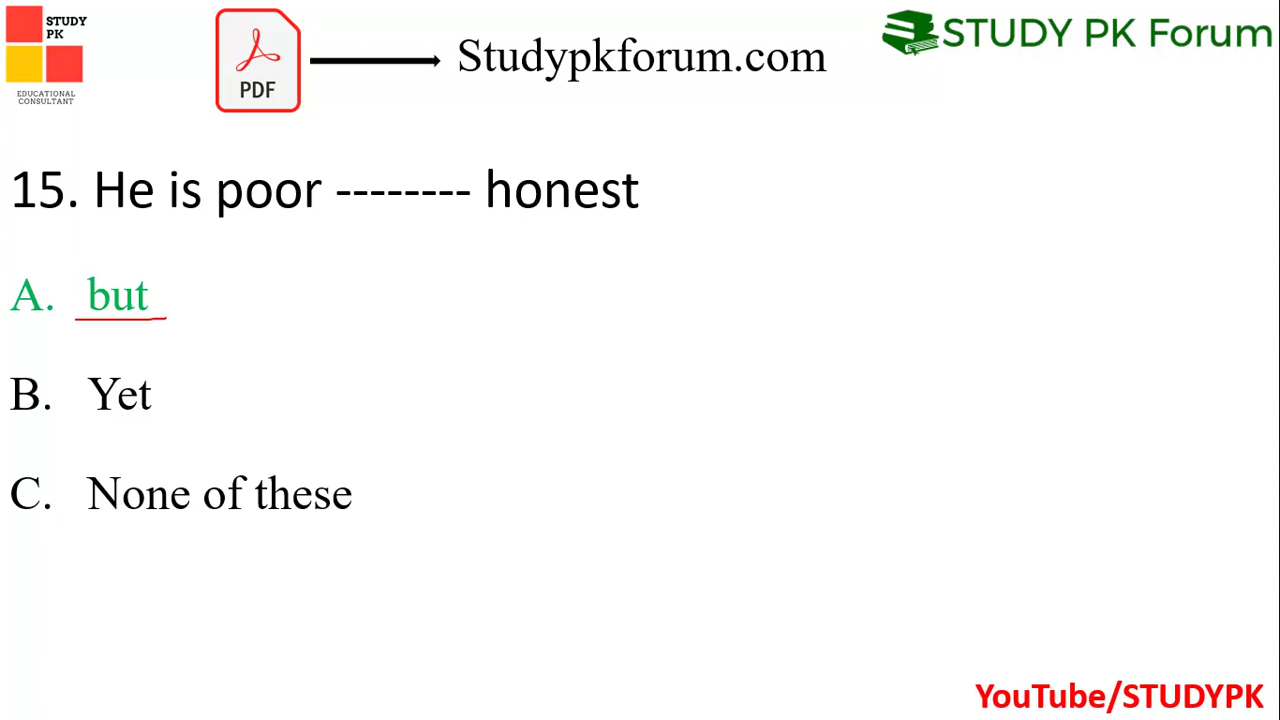 STUDY
PK
EDUCATIONAL
CONSULTANT
PDF
Studypkforum.com
STUDY PK Forum
15. He is poor -------- honest
A. but
B. Yet
C. None of these
YouTube/STUDYPK